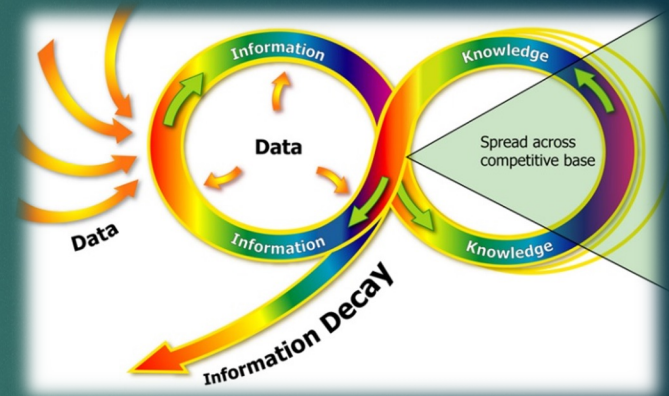 Information
Knowledge
Data
Spread across
competitive base
Data
Information
Knowledge
Information Decay